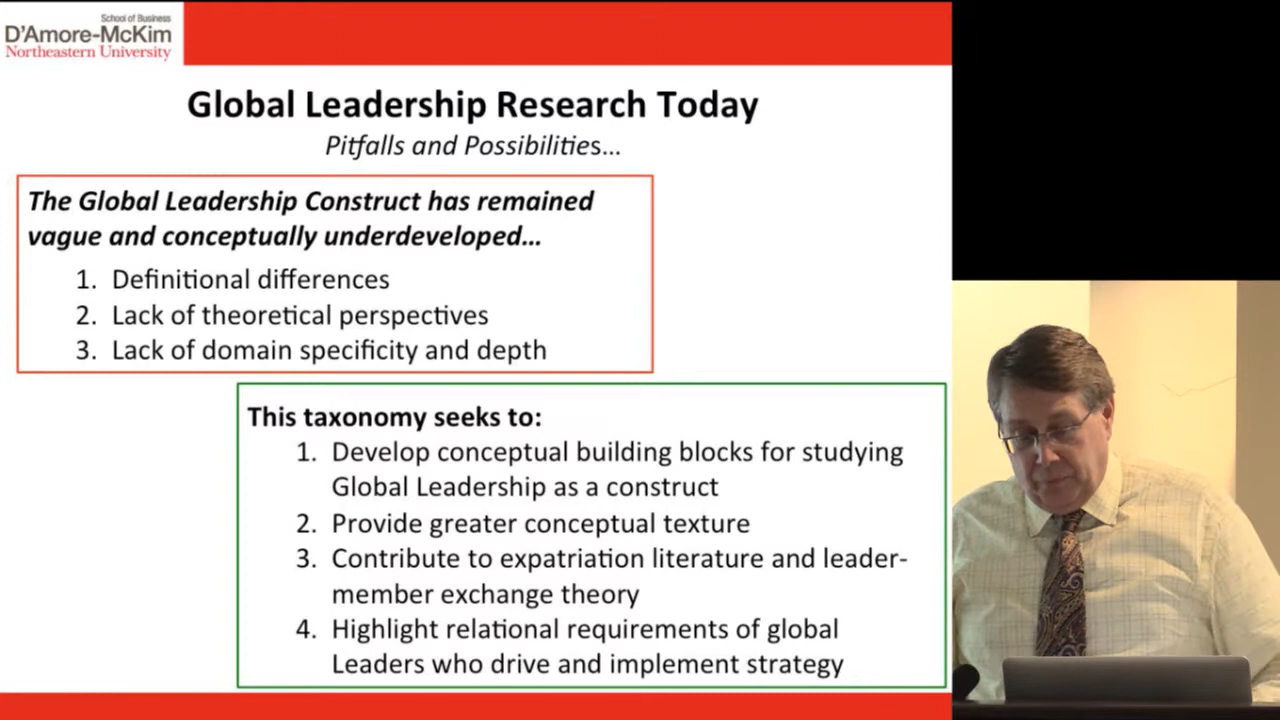 School of Business
D'Amore-McKim
Northeastern University
Global Leadership Research Today
Pitfalls and Possibilities...
The Global Leadership Construct has remained
vague and conceptually underdeveloped...
1. Definitional differences
2. Lack of theoretical perspectives
3. Lack of domain specificity and depth
This taxonomy seeks to:
1. Develop conceptual building blocks for studying
Global Leadership as a construct
2. Provide greater conceptual texture
3. Contribute to expatriation literature and leader-
member exchange theory
4. Highlight relational requirements of global
Leaders who drive and implement strategy